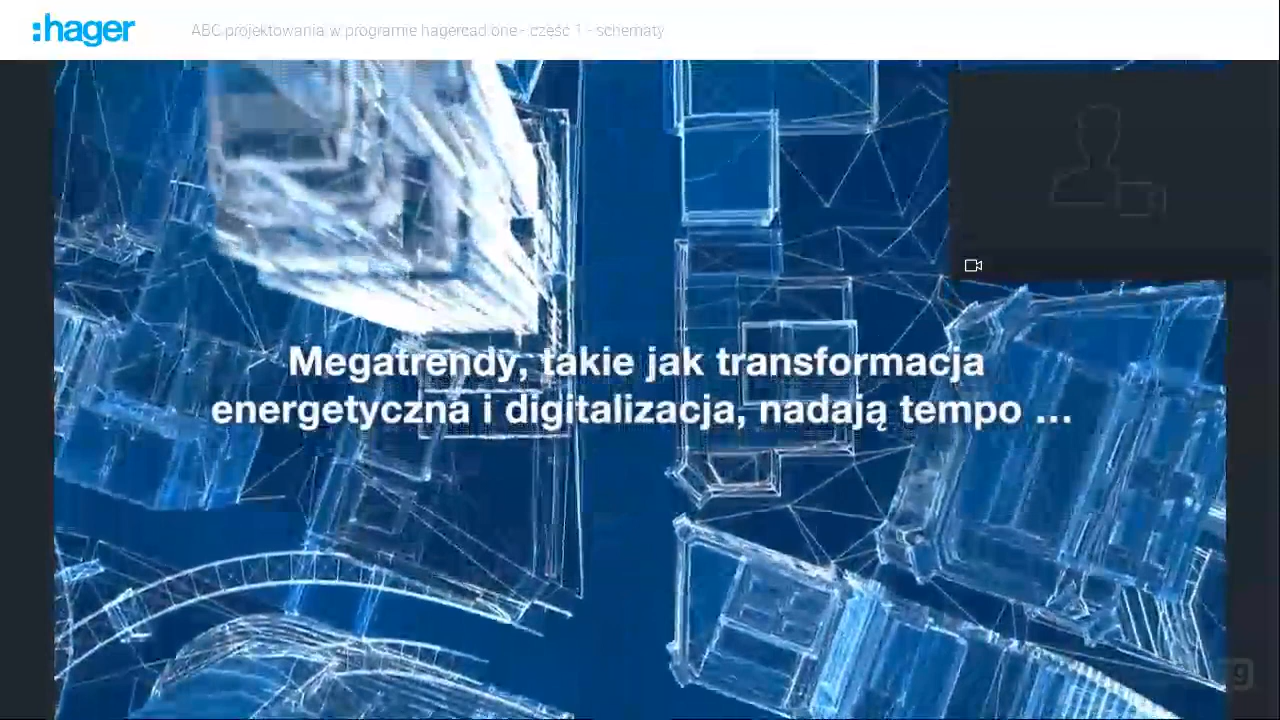 :hager
ABC projektowania w programie hagercad.one - część 1 - schematy
Megatrendy, takie jak transformacja
energetyczna i digitalizacja, nadają tempo ...